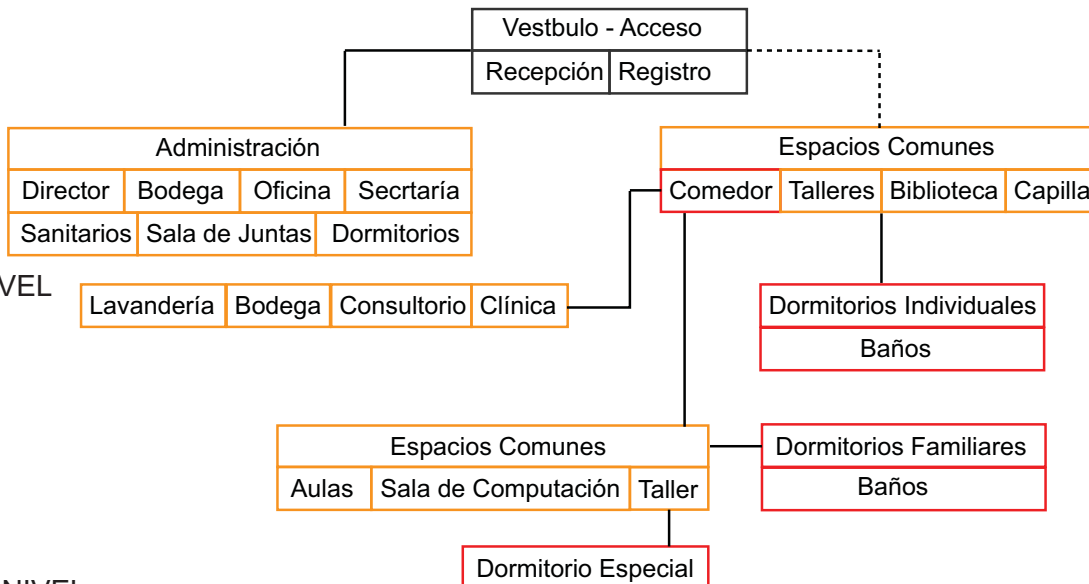 Vestbulo - Acceso
Recepción Registro
Administración
Director Bodega Oficina Secrtaría
Sanitarios Sala de Juntas Dormitorios
Espacios Comunes
Comedor Talleres Biblioteca Capilla
VEL
Lavandería Bodega Consultorio Clínica
Dormitorios Individuales
Baños
Espacios Comunes
Aulas Sala de Computación Taller
Dormitorios Familiares
Baños
Dormitorio Especial
NIVEL